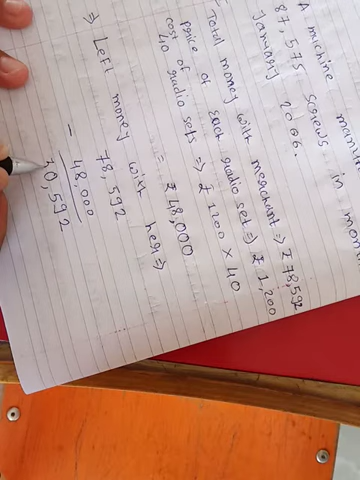 A machine
87,575 screws in mont
January 2006.
Total money with merchant ⇒ ₹ 78,592
price of each radio set ⇒ ₹ 1,200
cost of radio sets ⇒ ₹ 1200 × 40
40
= ₹ 48,000
⇒ Left money with her ⇒
78,592
- 48,000
30,592